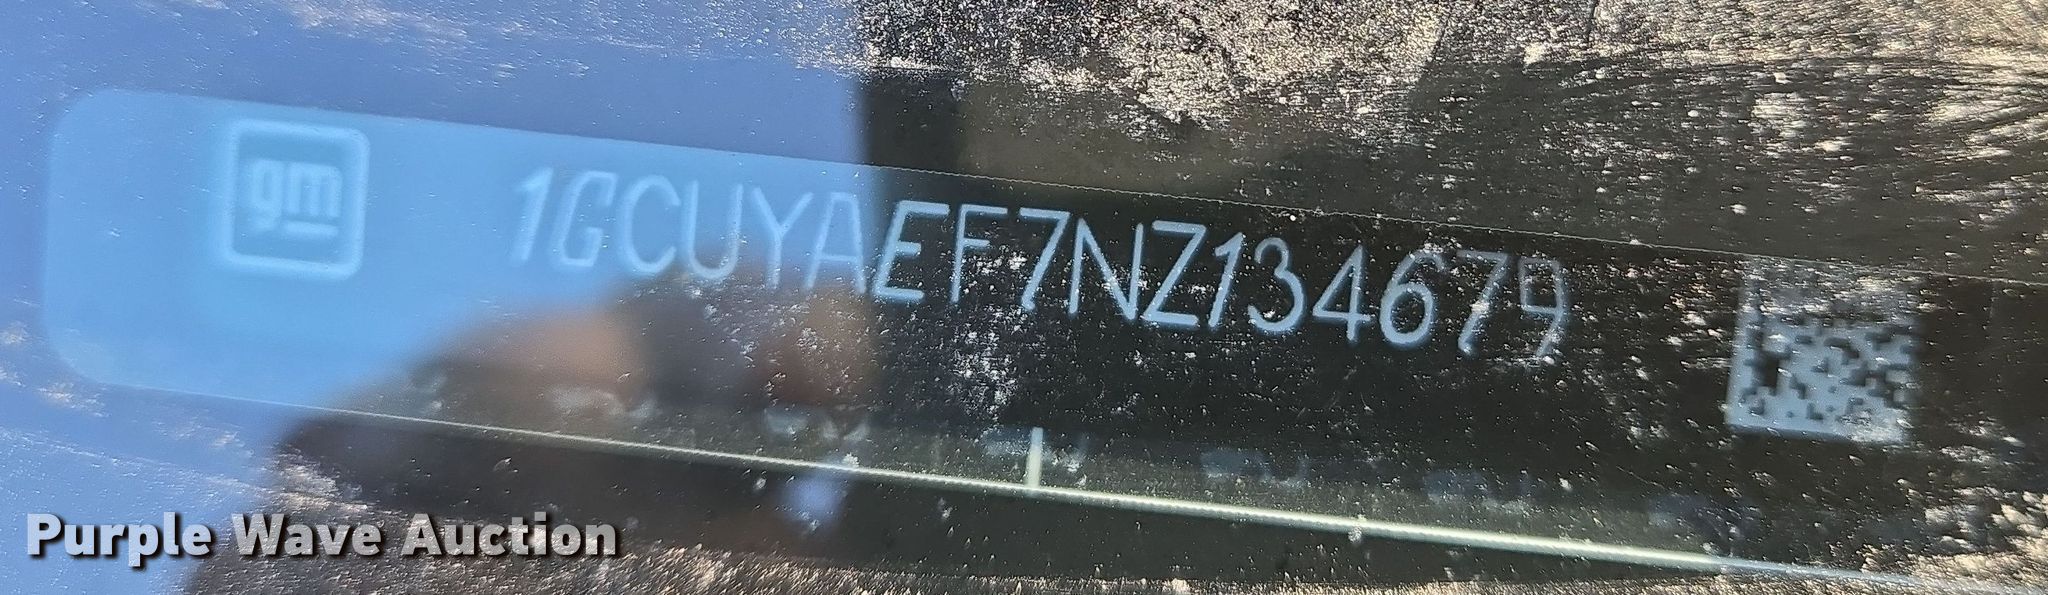 gm 1GCUYAEF7NZ134679
Purple Wave Auction